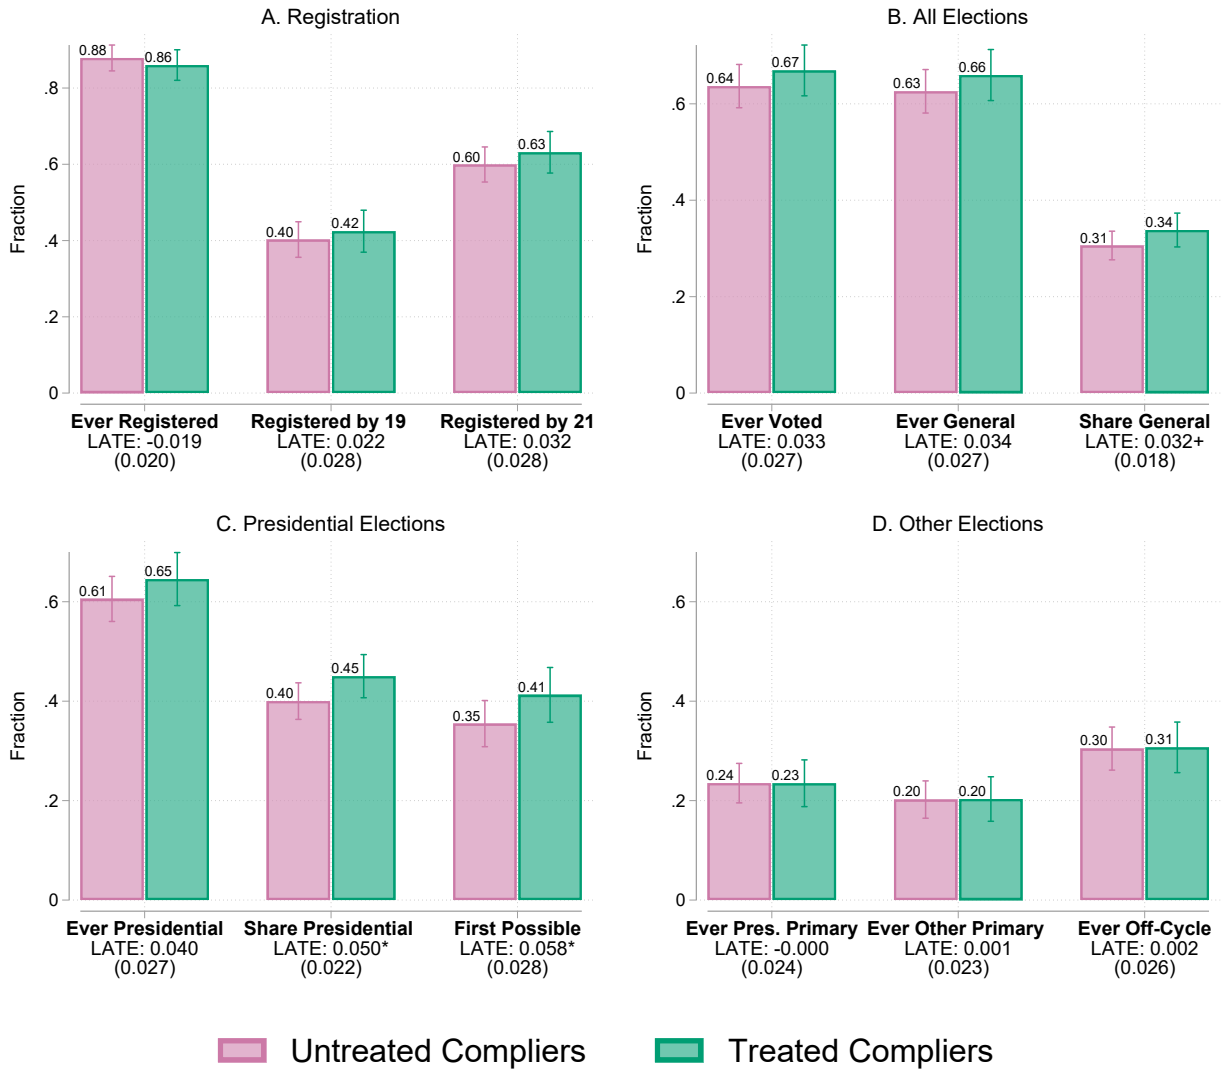 A. Registration
Fraction
.8
.6
.4
.2
0
0.88
0.86
0.40
0.42
0.60
0.63
Ever Registered
LATE: -0.019
(0.020)
Registered by 19
LATE: 0.022
(0.028)
Registered by 21
LATE: 0.032
(0.028)
B. All Elections
Fraction
.6
.4
.2
0
0.64
0.67
0.63
0.66
0.31
0.34
Ever Voted
LATE: 0.033
(0.027)
Ever General
LATE: 0.034
(0.027)
Share General
LATE: 0.032+
(0.018)
C. Presidential Elections
Fraction
.6
.4
.2
0
0.61
0.65
0.40
0.45
0.35
0.41
Ever Presidential
LATE: 0.040
(0.027)
Share Presidential
LATE: 0.050*
(0.022)
First Possible
LATE: 0.058*
(0.028)
D. Other Elections
Fraction
.6
.4
.2
0
0.24
0.23
0.20
0.20
0.30
0.31
Ever Pres. Primary
LATE: -0.000
(0.024)
Ever Other Primary
LATE: 0.001
(0.023)
Ever Off-Cycle
LATE: 0.002
(0.026)
Untreated Compliers
Treated Compliers